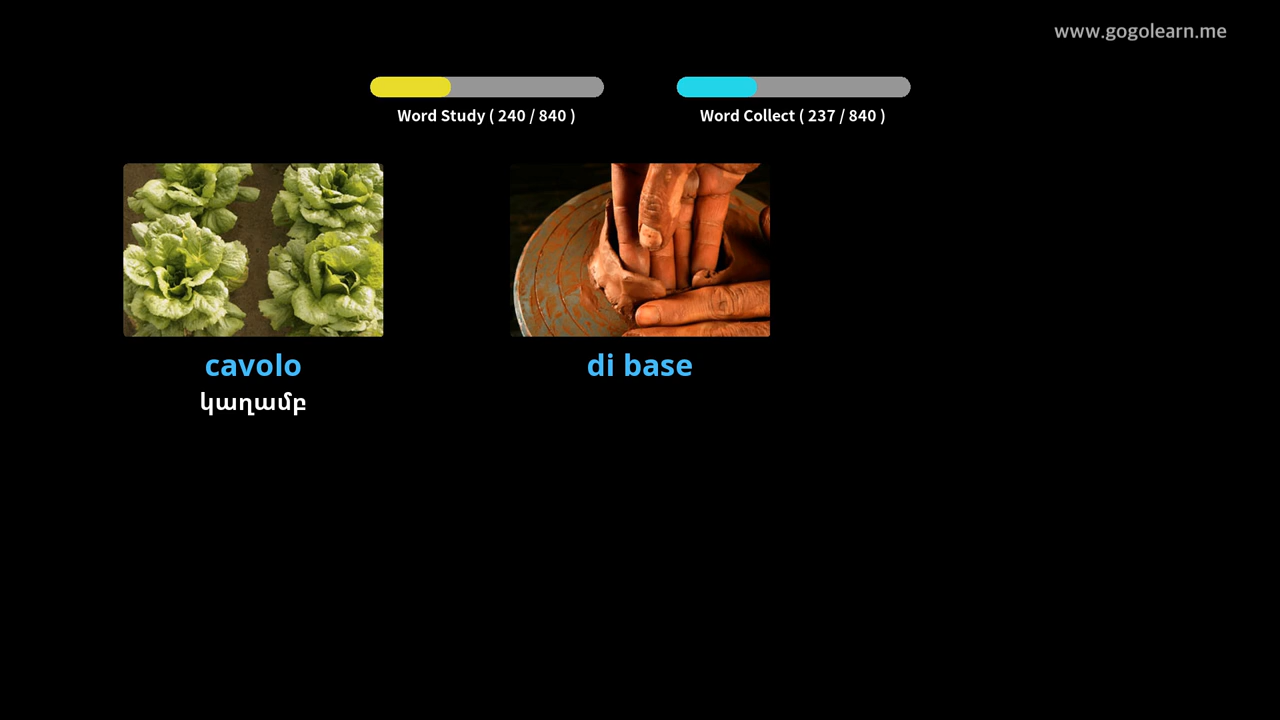 www.gogolearn.me
Word Study ( 240 / 840 )
Word Collect ( 237 / 840 )
cavolo
di base
կաղամբ